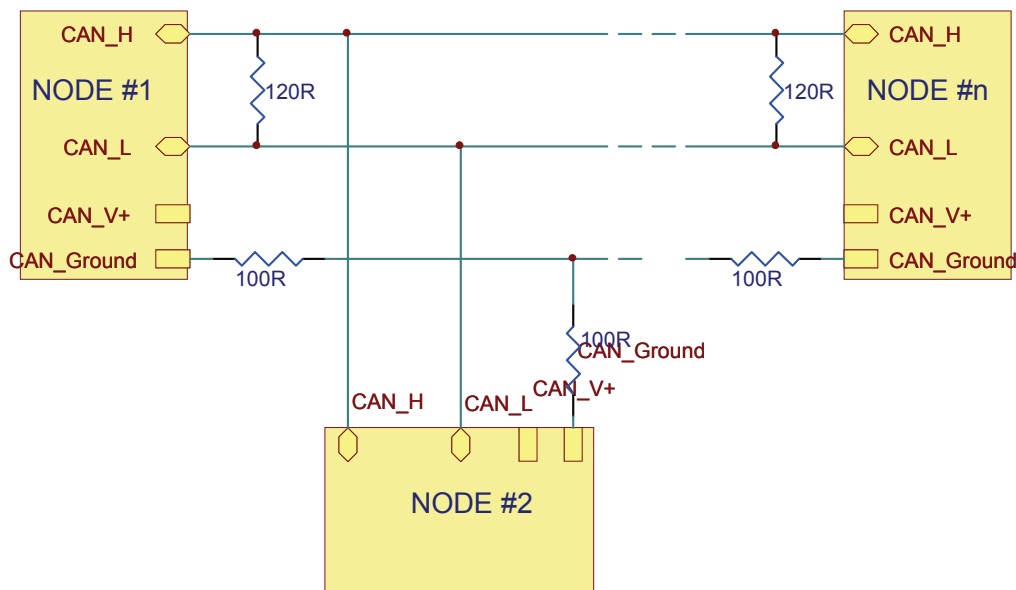 CAN_H
CAN_H
NODE #1
120R
120R
NODE #n
CAN_L
CAN_L
CAN_V+
CAN_V+
CAN_Ground
CAN_Ground
100R
100R
100R
CAN_Ground
CAN_V+
CAN_H
CAN_L
NODE #2